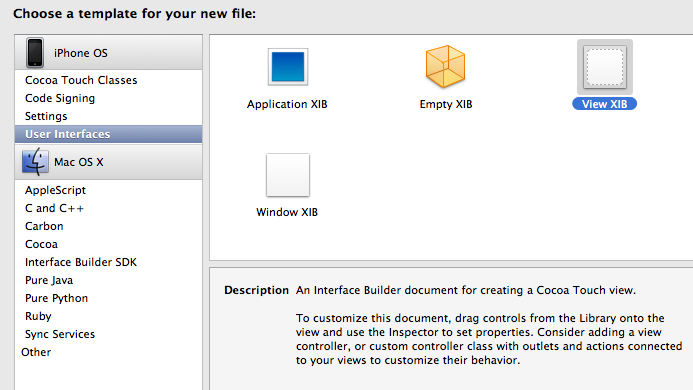 Choose a template for your new file:
iPhone OS
Cocoa Touch Classes
Code Signing
Settings
User Interfaces
Mac OS X
AppleScript
C and C++
Carbon
Cocoa
Interface Builder SDK
Pure Java
Pure Python
Ruby
Sync Services
Other
Application XIB
Empty XIB
View XIB
Window XIB
Description An Interface Builder document for creating a Cocoa Touch view.
To customize this document, drag controls from the Library onto the
view and use the Inspector to set properties. Consider adding a view
controller, or custom controller class with outlets and actions connected
to your views to customize their behavior.